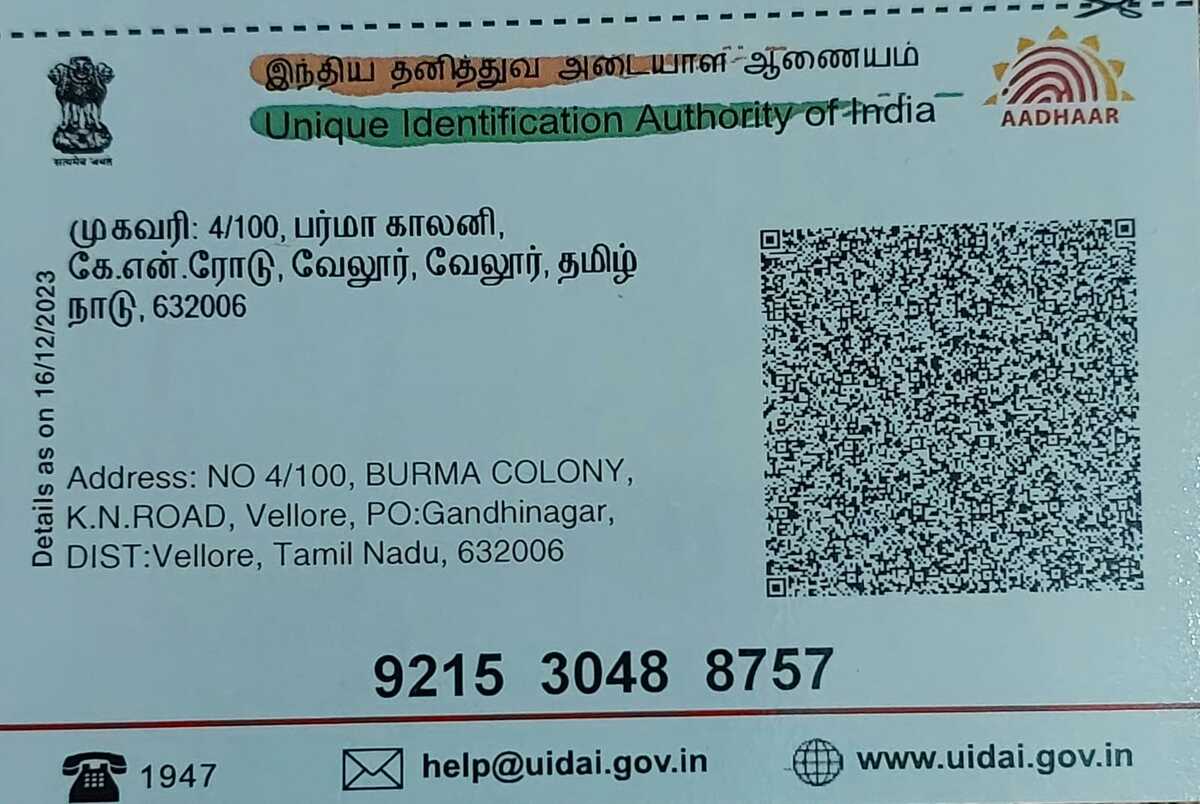 இந்திய தனித்துவ அடையாள ஆணையம்
Unique Identification Authority of India
AADHAAR
सत्यमेव जयते
முகவரி: 4/100, பர்மா காலனி,
கே.என்.ரோடு, வேலூர், வேலூர், தமிழ்
நாடு, 632006
Details as on 16/12/2023
Address: NO 4/100, BURMA COLONY,
K.N.ROAD, Vellore, PO:Gandhinagar,
DIST:Vellore, Tamil Nadu, 632006
9215 3048 8757
1947
help@uidai.gov.in
www.uidai.gov.in